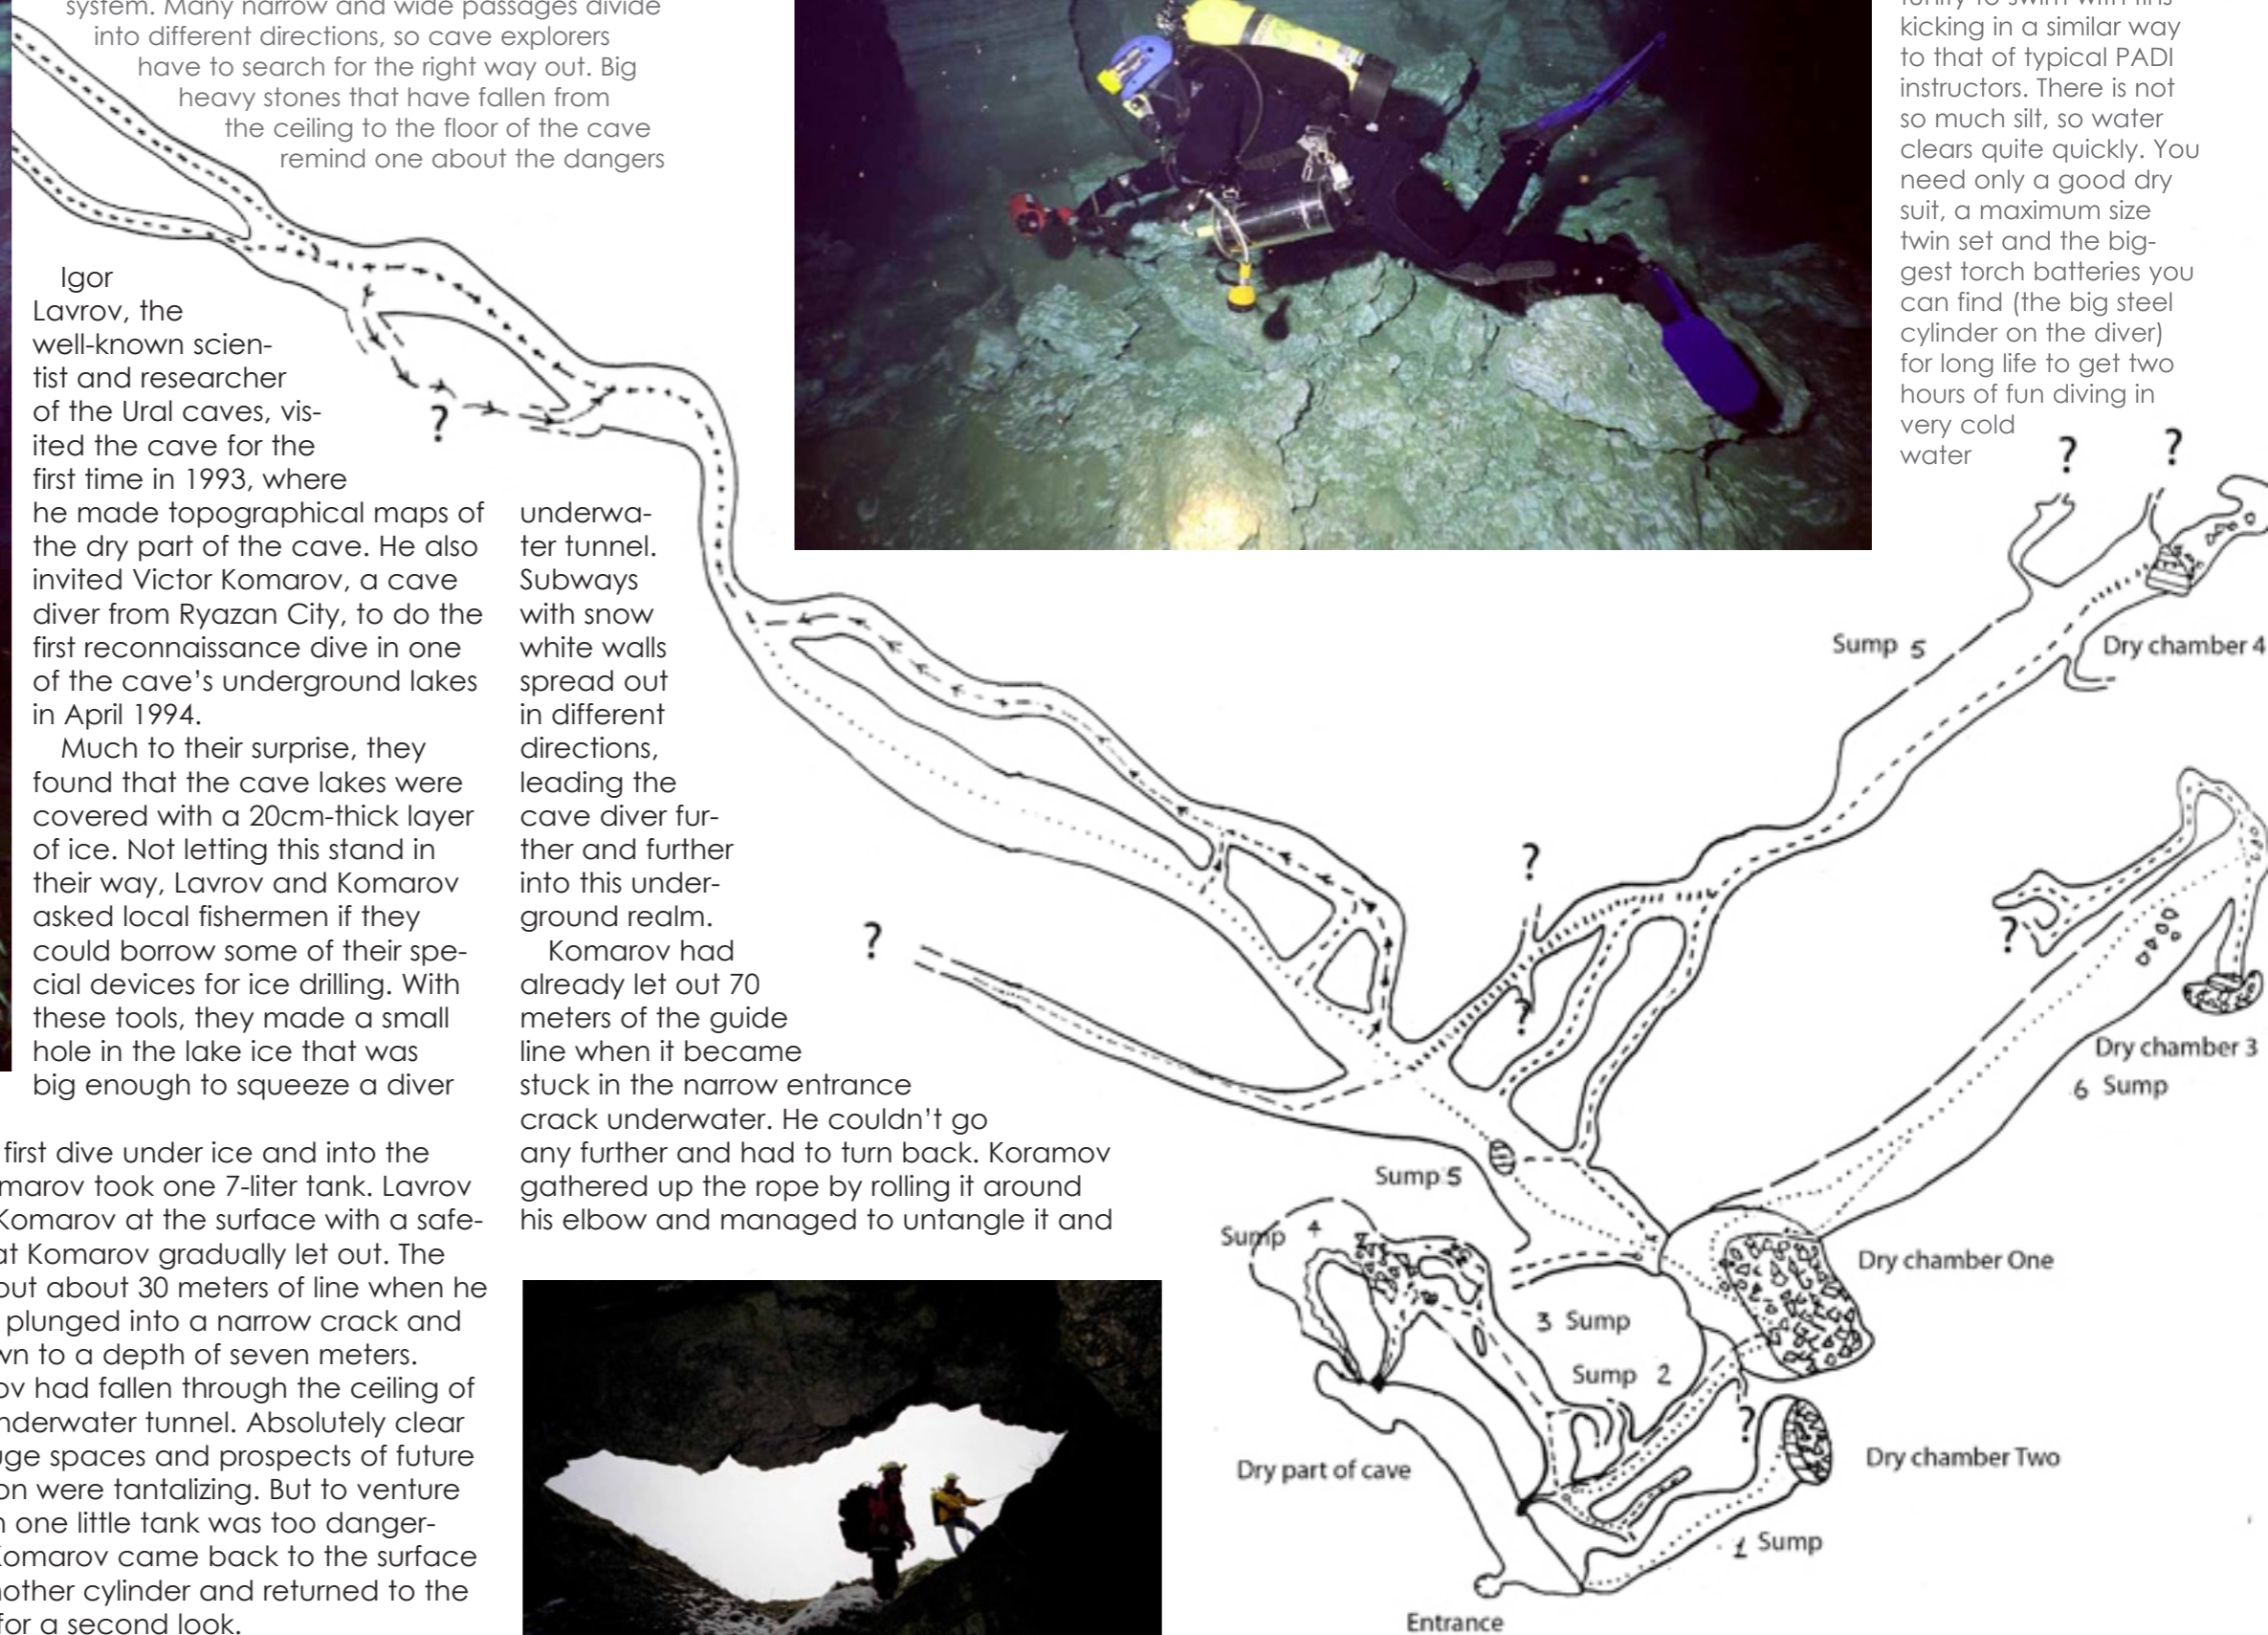 system. Many narrow and wide passages divide
into different directions, so cave explorers
have to search for the right way out. Big
heavy stones that have fallen from
the ceiling to the floor of the cave
remind one about the dangers
Igor
Lavrov, the
well-known scien-
tist and researcher
of the Ural caves, vis-
ited the cave for the
first time in 1993, where
he made topographical maps of
the dry part of the cave. He also
invited Victor Komarov, a cave
diver from Ryazan City, to do the
first reconnaissance dive in one
of the cave's underground lakes
in April 1994.
Much to their surprise, they
found that the cave lakes were
covered with a 20cm-thick layer
of ice. Not letting this stand in
their way, Lavrov and Komarov
asked local fishermen if they
could borrow some of their spe-
cial devices for ice drilling. With
these tools, they made a small
hole in the lake ice that was
big enough to squeeze a diver
first dive under ice and into the
marov took one 7-liter tank. Lavrov
Komarov at the surface with a safe-
at Komarov gradually let out. The
out about 30 meters of line when he
plunged into a narrow crack and
wn to a depth of seven meters.
ov had fallen through the ceiling of
nderwater tunnel. Absolutely clear
uge spaces and prospects of future
on were tantalizing. But to venture
one little tank was too danger-
Komarov came back to the surface
nother cylinder and returned to the
for a second look.
underwa-
ter tunnel.
Subways
with snow
white walls
spread out
in different
directions,
leading the
cave diver fur-
ther and further
into this under-
ground realm.
Komarov had
already let out 70
meters of the guide
line when it became
stuck in the narrow entrance
crack underwater. He couldn't go
any further and had to turn back. Koramov
gathered up the rope by rolling it around
his elbow and managed to untangle it and
kicking in a similar way
to that of typical PADI
instructors. There is not
so much silt, so water
clears quite quickly. You
need only a good dry
suit, a maximum size
twin set and the big-
gest torch batteries you
can find (the big steel
cylinder on the diver)
for long life to get two
hours of fun diving in
very cold
water
?
? ?
Sump 5
Dry chamber 4
?
?
?
?
Dry chamber 3
6 Sump
Sump 5
Sump 4
Dry chamber One
3 Sump
Sump 2
?
Dry part of cave
Dry chamber Two
1 Sump
Entrance